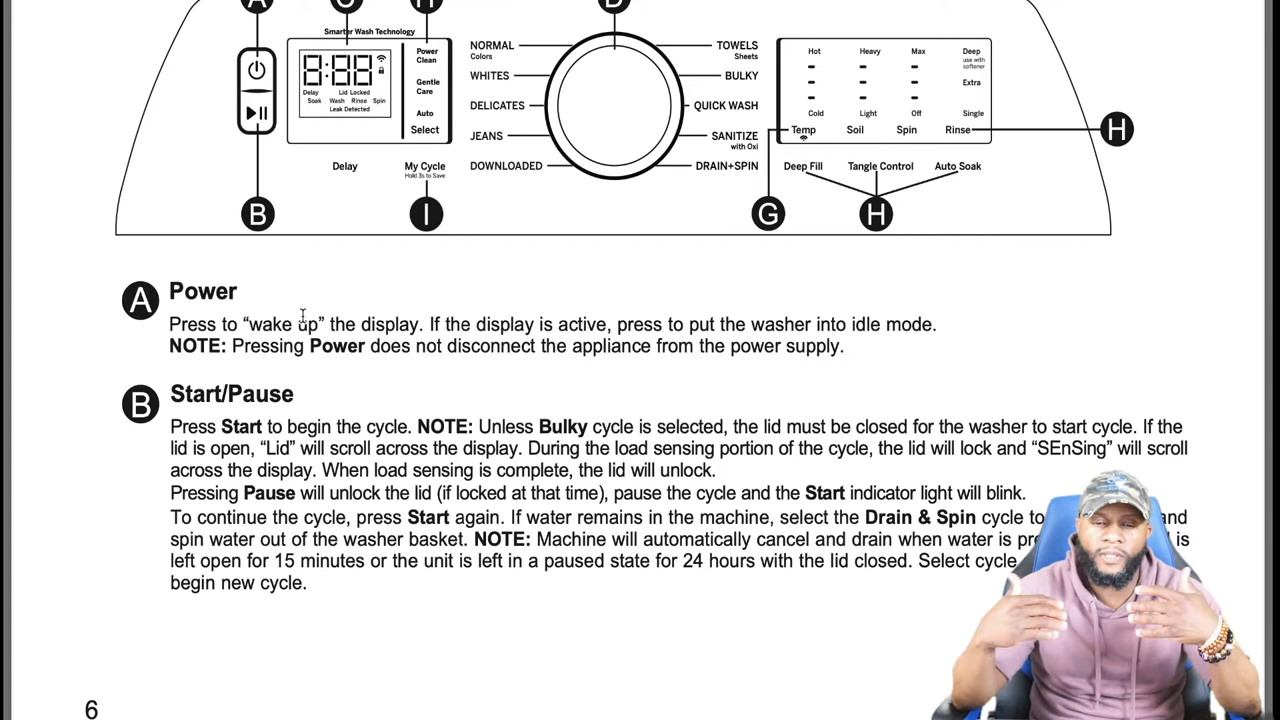 A
H
D
Smarter Wash Technology
8:88
Delay Lid Locked
Soak Wash Rinse Spin
Leak Detected
Power
Clean
Gentle
Care
Auto
Select
Delay
My Cycle
Hold 3s to Save
NORMAL
Colors
WHITES
DELICATES
JEANS
DOWNLOADED
TOWELS
Sheets
BULKY
QUICK WASH
SANITIZE
with Oxi
DRAIN+SPIN
Hot Heavy Max Deep
use with
softener
Extra
Cold Light Off Single
Temp Soil Spin Rinse
H
Deep Fill Tangle Control Auto Soak
B
I
G
H
A Power
Press to “wake up” the display. If the display is active, press to put the washer into idle mode.
NOTE: Pressing Power does not disconnect the appliance from the power supply.
B Start/Pause
Press Start to begin the cycle. NOTE: Unless Bulky cycle is selected, the lid must be closed for the washer to start cycle. If the
lid is open, “Lid” will scroll across the display. During the load sensing portion of the cycle, the lid will lock and “SEnSing” will scroll
across the display. When load sensing is complete, the lid will unlock.
Pressing Pause will unlock the lid (if locked at that time), pause the cycle and the Start indicator light will blink.
To continue the cycle, press Start again. If water remains in the machine, select the Drain & Spin cycle to and
spin water out of the washer basket. NOTE: Machine will automatically cancel and drain when water is is
left open for 15 minutes or the unit is left in a paused state for 24 hours with the lid closed. Select cycle
begin new cycle.
6